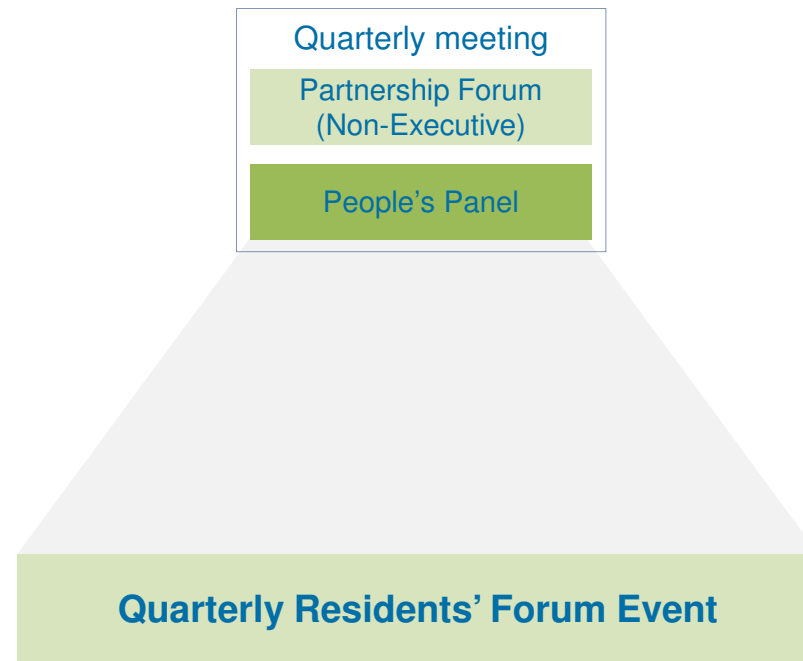 Quarterly meeting
Partnership Forum
(Non-Executive)
People’s Panel
Quarterly Residents’ Forum Event